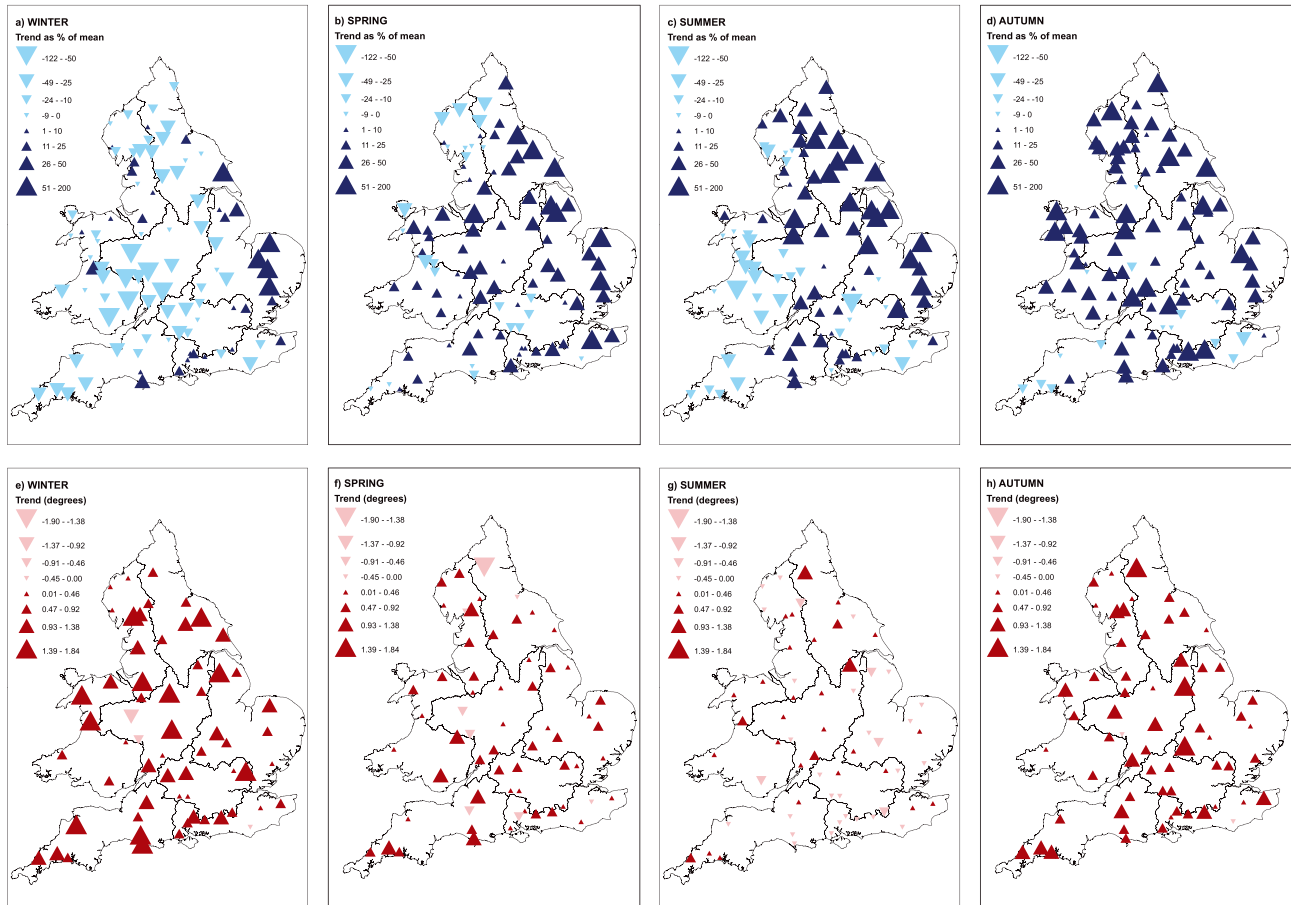 a) WINTER
Trend as % of mean
-122 - -50
-49 - -25
-24 - -10
-9 - 0
1 - 10
11 - 25
26 - 50
51 - 200
b) SPRING
Trend as % of mean
-122 - -50
-49 - -25
-24 - -10
-9 - 0
1 - 10
11 - 25
26 - 50
51 - 200
c) SUMMER
Trend as % of mean
-122 - -50
-49 - -25
-24 - -10
-9 - 0
1 - 10
11 - 25
26 - 50
51 - 200
d) AUTUMN
Trend as % of mean
-122 - -50
-49 - -25
-24 - -10
-9 - 0
1 - 10
11 - 25
26 - 50
51 - 200
e) WINTER
Trend (degrees)
-1.90 - -1.38
-1.37 - -0.92
-0.91 - -0.46
-0.45 - 0.00
0.01 - 0.46
0.47 - 0.92
0.93 - 1.38
1.39 - 1.84
f) SPRING
Trend (degrees)
-1.90 - -1.38
-1.37 - -0.92
-0.91 - -0.46
-0.45 - 0.00
0.01 - 0.46
0.47 - 0.92
0.93 - 1.38
1.39 - 1.84
g) SUMMER
Trend (degrees)
-1.90 - -1.38
-1.37 - -0.92
-0.91 - -0.46
-0.45 - 0.00
0.01 - 0.46
0.47 - 0.92
0.93 - 1.38
1.39 - 1.84
h) AUTUMN
Trend (degrees)
-1.90 - -1.38
-1.37 - -0.92
-0.91 - -0.46
-0.45 - 0.00
0.01 - 0.46
0.47 - 0.92
0.93 - 1.38
1.39 - 1.84